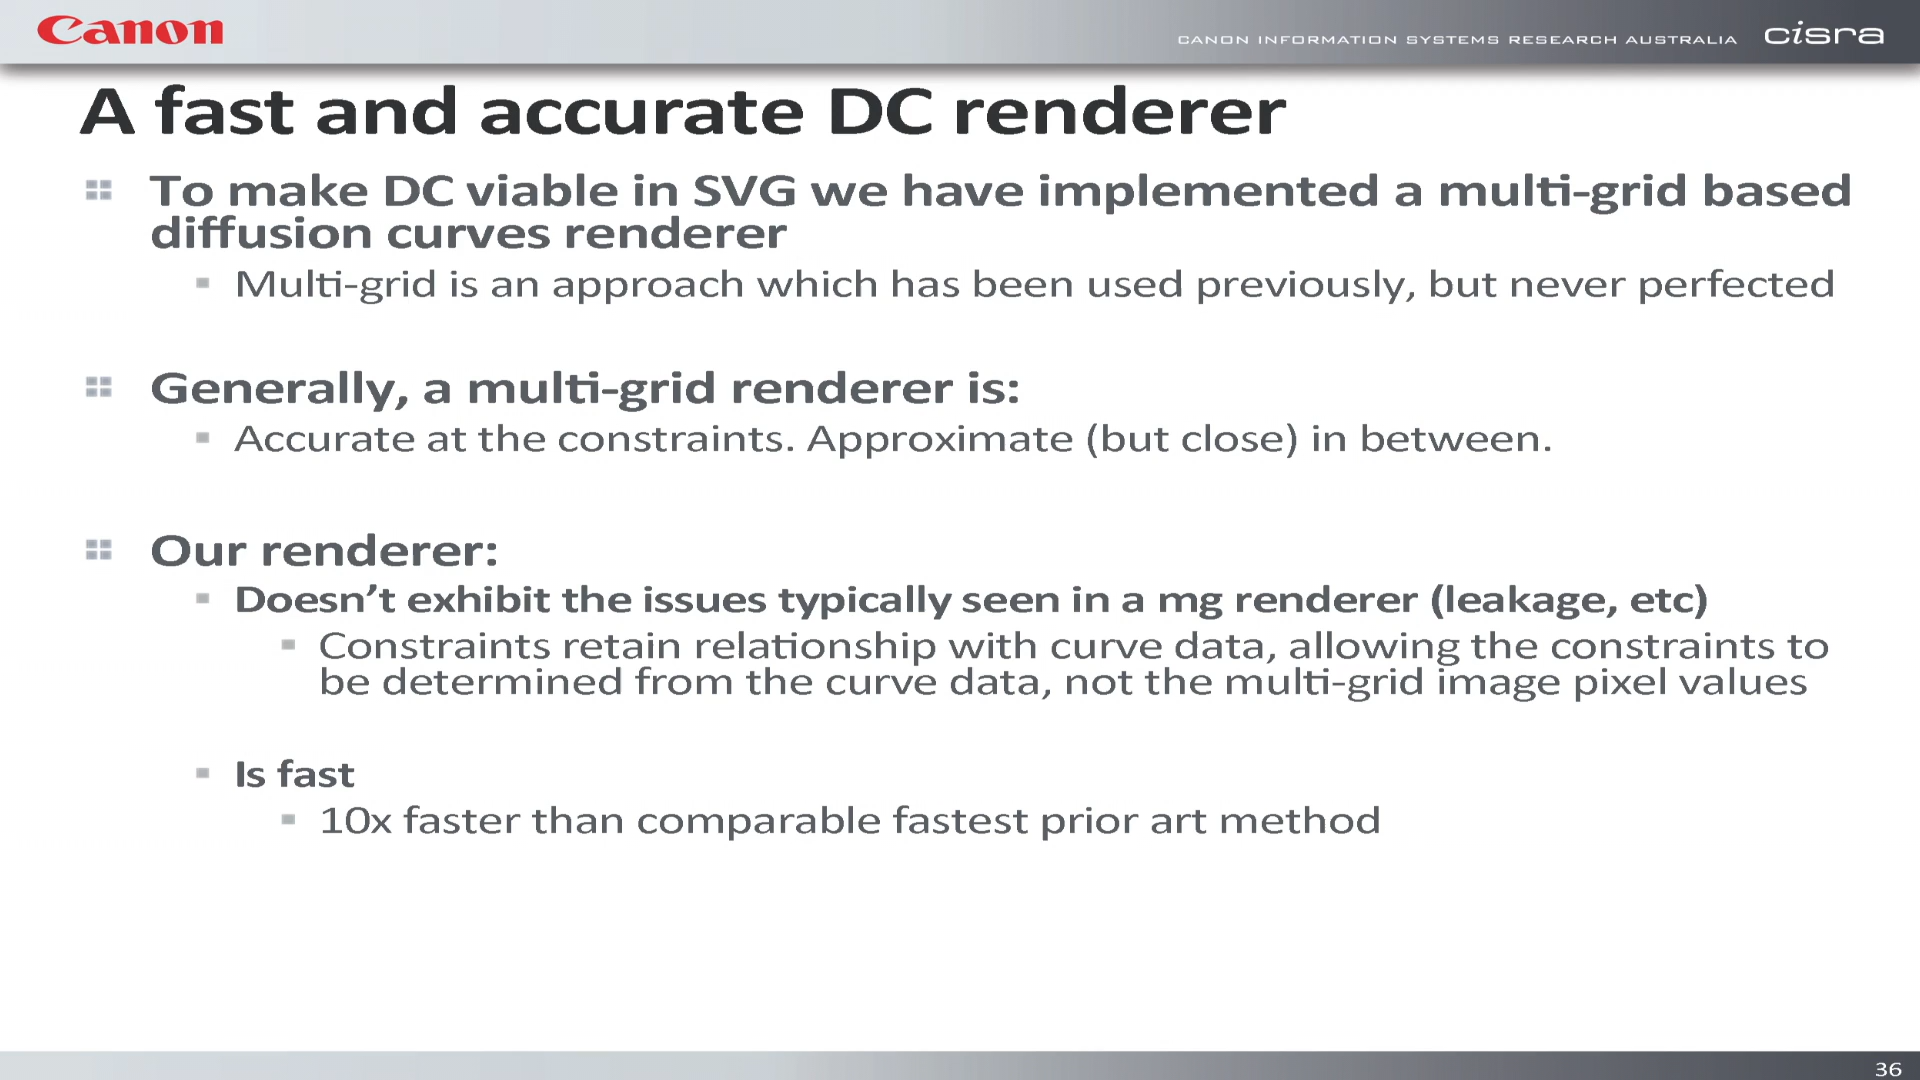 Canon
CANON INFORMATION SYSTEMS RESEARCH AUSTRALIA cisra
A fast and accurate DC renderer
To make DC viable in SVG we have implemented a multi-grid based
diffusion curves renderer
Multi-grid is an approach which has been used previously, but never perfected
Generally, a multi-grid renderer is:
Accurate at the constraints. Approximate (but close) in between.
Our renderer:
Doesn’t exhibit the issues typically seen in a mg renderer (leakage, etc)
Constraints retain relationship with curve data, allowing the constraints to
be determined from the curve data, not the multi-grid image pixel values
Is fast
10x faster than comparable fastest prior art method
36